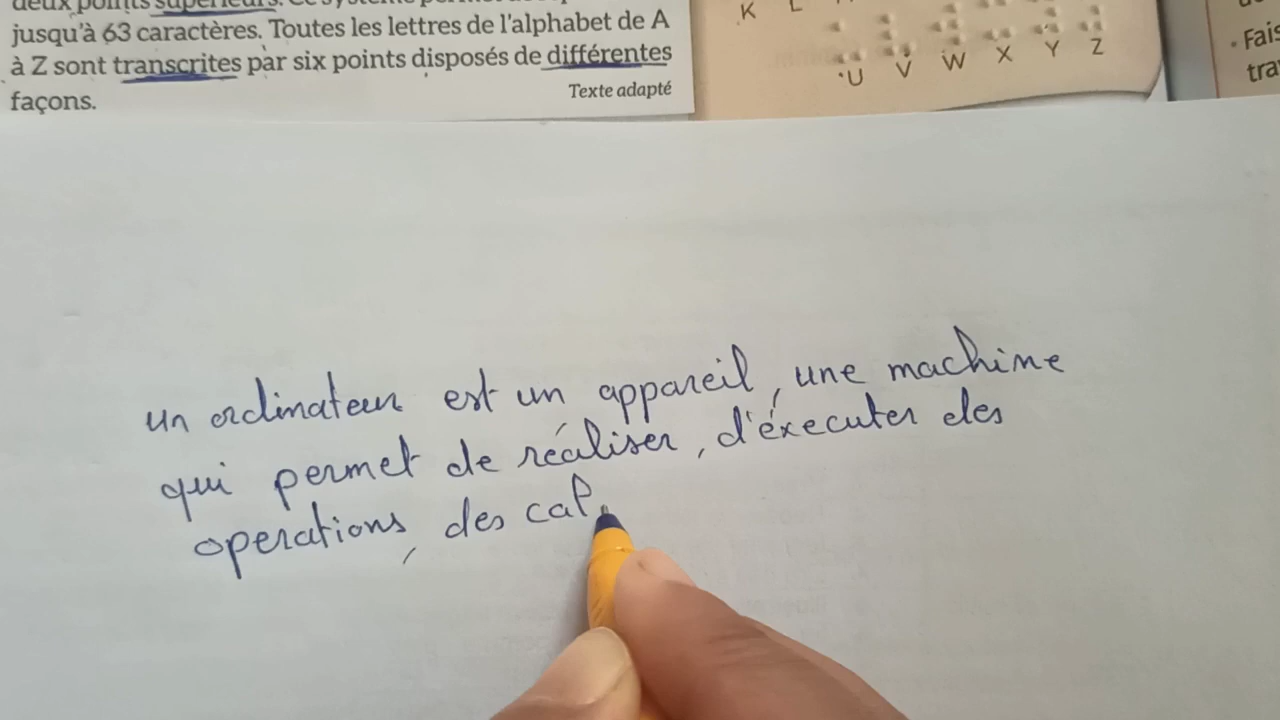 jusqu'à 63 caractères. Toutes les lettres de l'alphabet de A
à Z sont transcrites par six points disposés de différentes
façons.
Texte adapté
K L
U V W X Y Z
Fais
tra
un ordinateur est un appareil, une machine
qui permet de réaliser, d'éxecuter des
operations, des cal